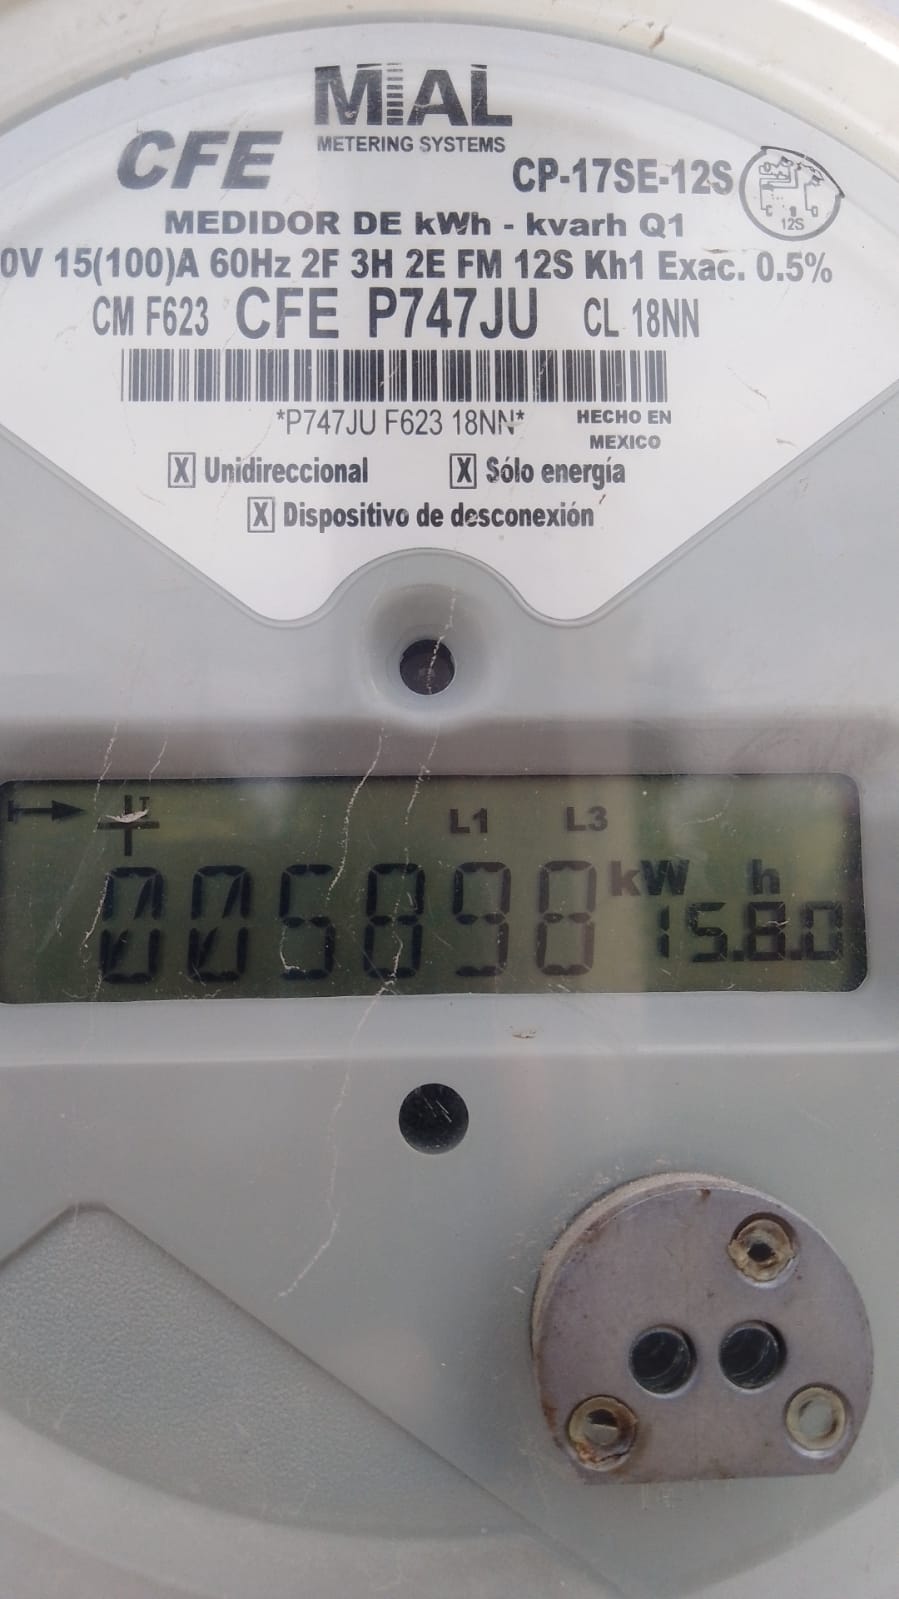 MIAL
METERING SYSTEMS
CFE
CP-17SE-12S
12S
MEDIDOR DE kWh - kvarh Q1
0V 15(100)A 60Hz 2F 3H 2E FM 12S Kh1 Exac. 0.5%
CM F623 CFE P747JU CL 18NN
*P747JU F623 18NN*
HECHO EN
MEXICO
X Unidireccional X Sólo energía
X Dispositivo de desconexión
L1 L3
005898 kW h
15.8.0